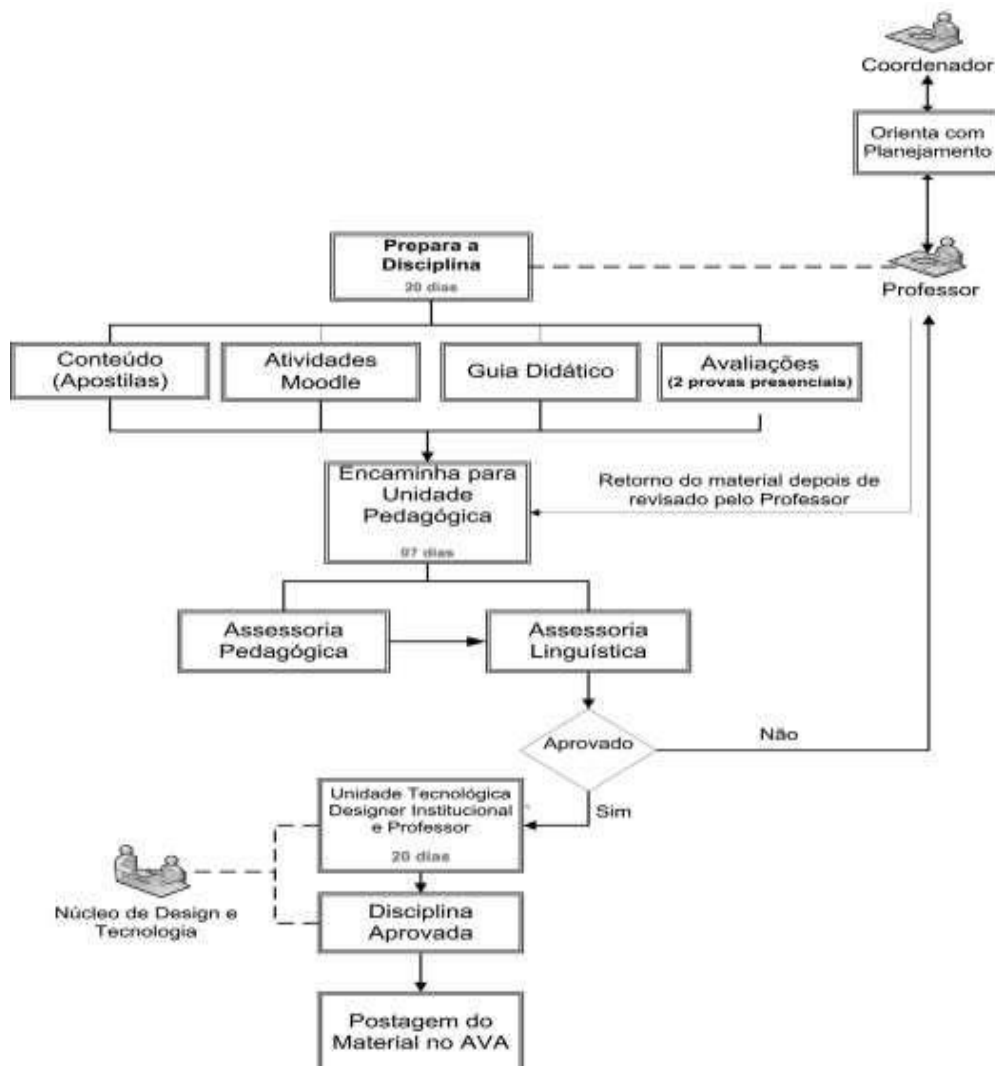 Coordenador
Orienta com
Planejamento
Professor
Prepara a
Disciplina
20 dias
Conteúdo
(Apostilas)
Atividades
Moodle
Guia Didático
Avaliações
(2 provas presenciais)
Encaminha para
Unidade
Pedagógica
07 dias
Retorno do material depois de
revisado pelo Professor
Assessoria
Pedagógica
Assessoria
Linguística
Aprovado
Não
Sim
Unidade Tecnológica
Designer Institucional
e Professor
20 dias
Núcleo de Design e
Tecnologia
Disciplina
Aprovada
Postagem do
Material no AVA